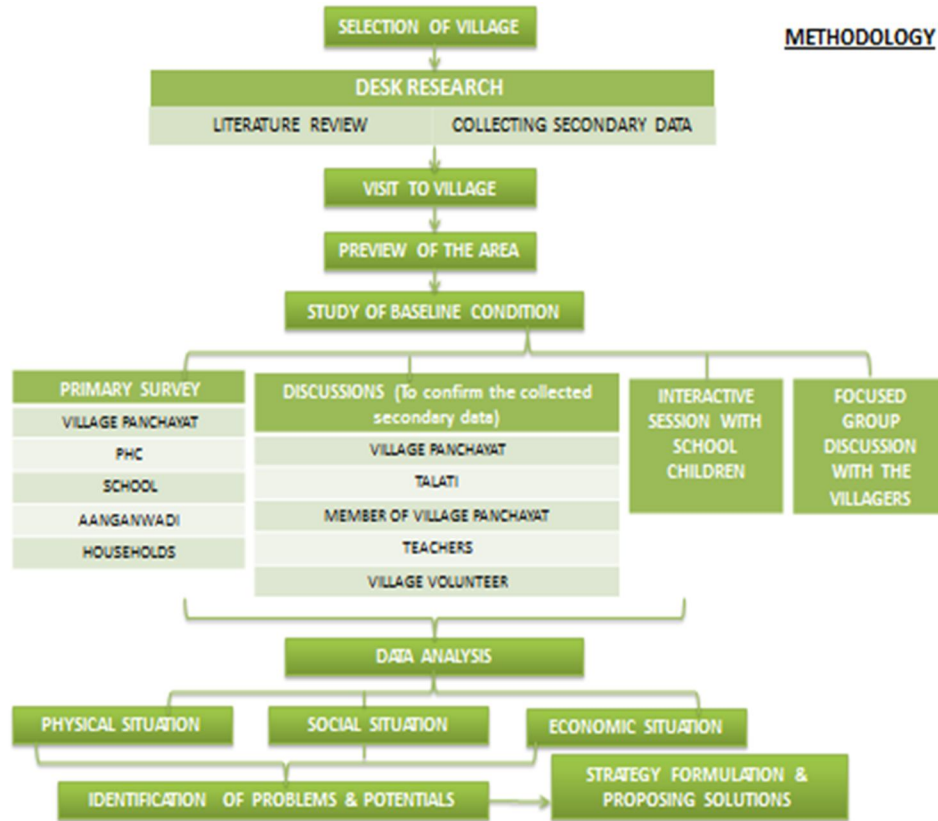 SELECTION OF VILLAGE
METHODOLOGY
DESK RESEARCH
LITERATURE REVIEW
COLLECTING SECONDARY DATA
VISIT TO VILLAGE
PREVIEW OF THE AREA
STUDY OF BASELINE CONDITION
PRIMARY SURVEY
VILLAGE PANCHAYAT
PHC
SCHOOL
AANGANWADI
HOUSEHOLDS
DISCUSSIONS (To confirm the collected
secondary data)
VILLAGE PANCHAYAT
TALATI
MEMBER OF VILLAGE PANCHAYAT
TEACHERS
VILLAGE VOLUNTEER
INTERACTIVE
SESSION WITH
SCHOOL
CHILDREN
FOCUSED
GROUP
DISCUSSION
WITH THE
VILLAGERS
DATA ANALYSIS
PHYSICAL SITUATION
SOCIAL SITUATION
ECONOMIC SITUATION
IDENTIFICATION OF PROBLEMS & POTENTIALS
STRATEGY FORMULATION &
PROPOSING SOLUTIONS